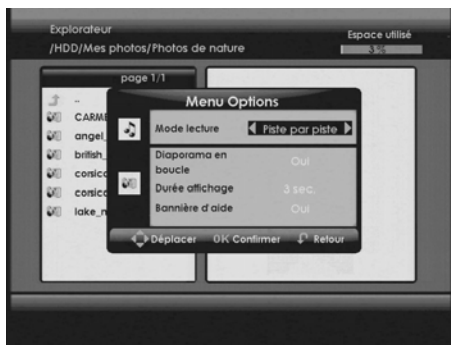 Explorateur
Espace utilisé
/HDD/Mes photos/Photos de nature
3 %
page 1/1
Menu Options
..
CARME
Mode lecture
Piste par piste
angel_
british_
Diaporama en
boucle
Oui
corsica
Durée affichage
3 sec.
corsica
Bannière d'aide
Oui
lake_n
Déplacer
OK Confirmer
Retour